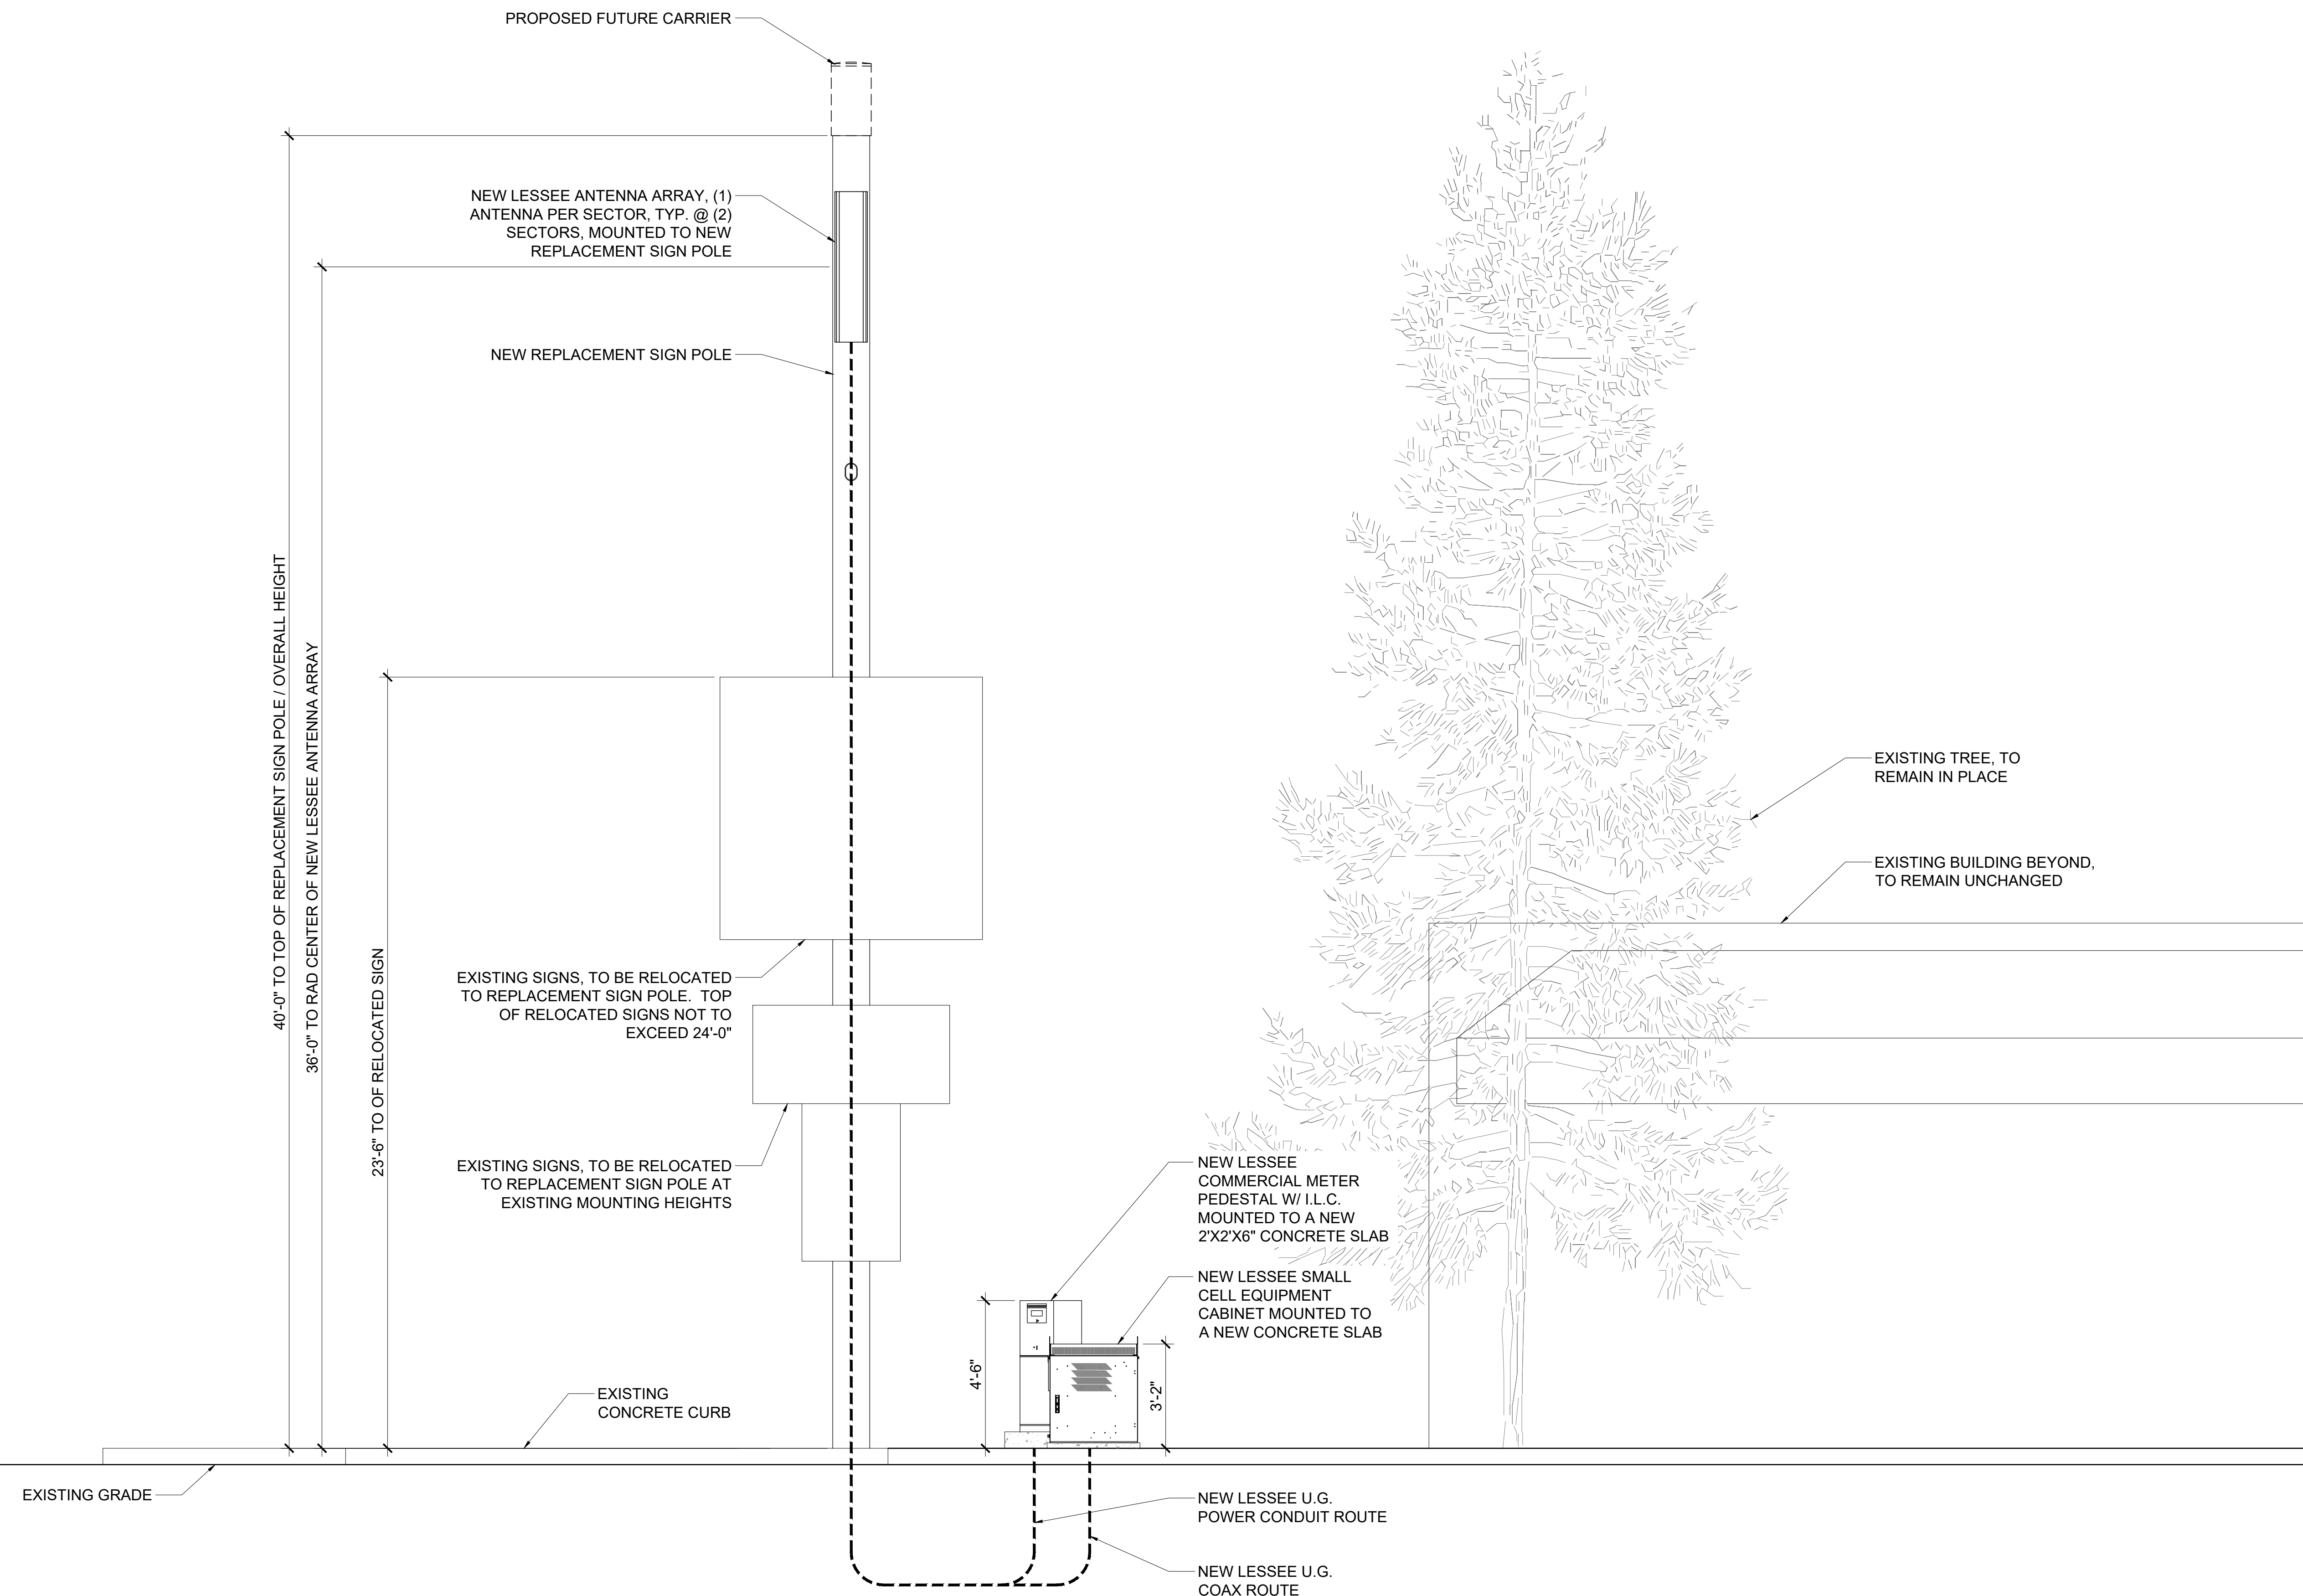 PROPOSED FUTURE CARRIER
NEW LESSEE ANTENNA ARRAY, (1)
ANTENNA PER SECTOR, TYP. @ (2)
SECTORS, MOUNTED TO NEW
REPLACEMENT SIGN POLE
NEW REPLACEMENT SIGN POLE
40'-0" TO TOP OF REPLACEMENT SIGN POLE / OVERALL HEIGHT
36'-0" TO RAD CENTER OF NEW LESSEE ANTENNA ARRAY
23'-6" TO OF RELOCATED SIGN
EXISTING TREE, TO
REMAIN IN PLACE
EXISTING BUILDING BEYOND,
TO REMAIN UNCHANGED
EXISTING SIGNS, TO BE RELOCATED
TO REPLACEMENT SIGN POLE. TOP
OF RELOCATED SIGNS NOT TO
EXCEED 24'-0"
EXISTING SIGNS, TO BE RELOCATED
TO REPLACEMENT SIGN POLE AT
EXISTING MOUNTING HEIGHTS
NEW LESSEE
COMMERCIAL METER
PEDESTAL W/ I.L.C.
MOUNTED TO A NEW
2'X2'X6" CONCRETE SLAB
NEW LESSEE SMALL
CELL EQUIPMENT
CABINET MOUNTED TO
A NEW CONCRETE SLAB
4'-6"
3'-2"
EXISTING
CONCRETE CURB
EXISTING GRADE
NEW LESSEE U.G.
POWER CONDUIT ROUTE
NEW LESSEE U.G.
COAX ROUTE